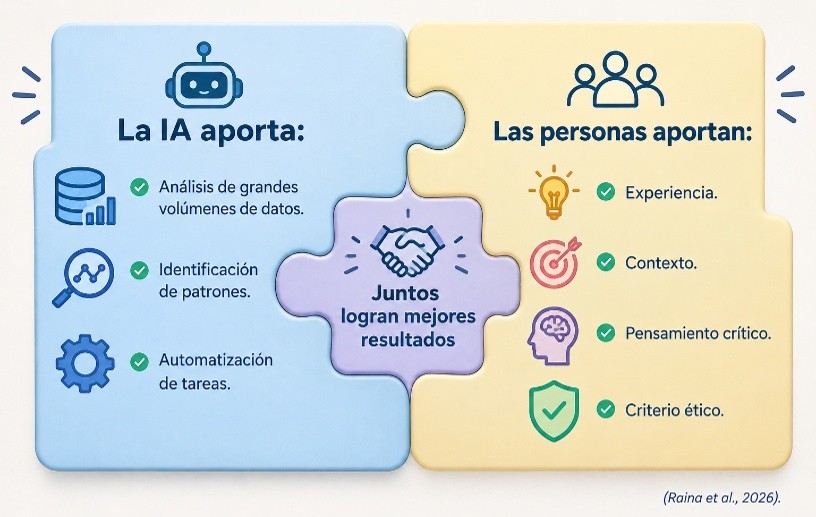 La IA aporta:
Análisis de grandes
volúmenes de datos.
Identificación
de patrones.
Automatización
de tareas.
Juntos
logran mejores
resultados
Las personas aportan:
Experiencia.
Contexto.
Pensamiento crítico.
Criterio ético.
(Raina et al., 2026).